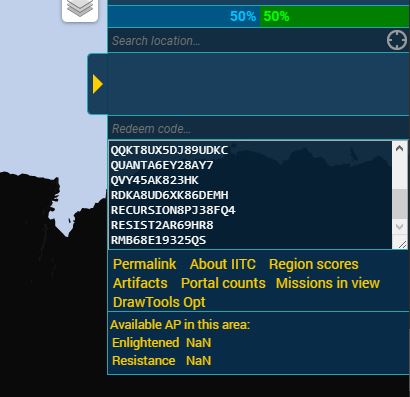 50% 50%
Search location...
Redeem code...
QQKT8UX5DJ89UDKC
QUANTA6EY28AY7
QVY45AK823HK
RDKA8UD6XK86DEMH
RECURSION8PJ38FQ4
RESIST2AR69HR8
RMB68E19325QS
Permalink About IITC Region scores
Artifacts Portal counts Missions in view
DrawTools Opt
Available AP in this area:
Enlightened NaN
Resistance NaN